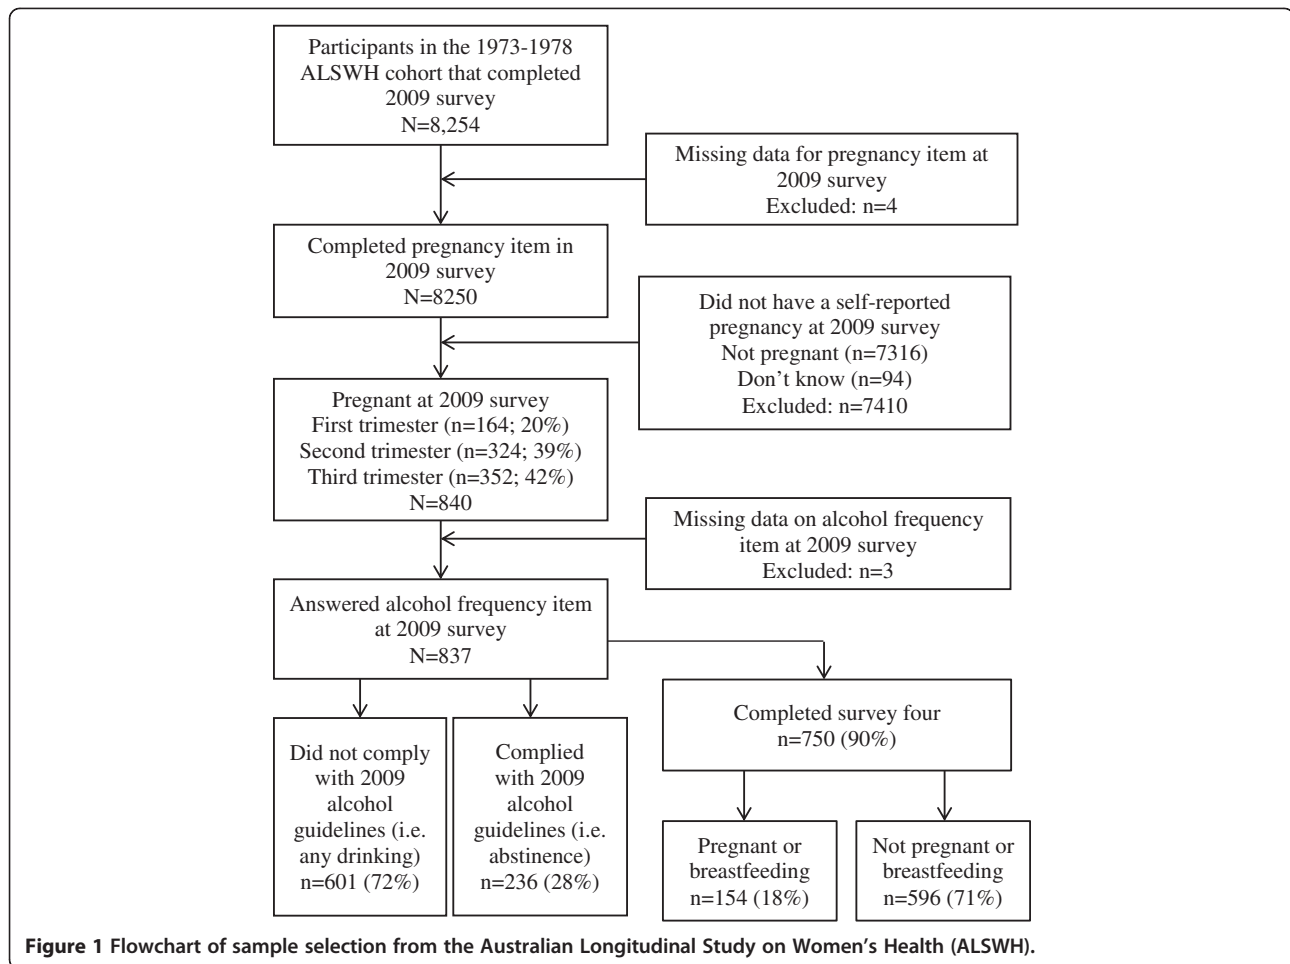 Participants in the 1973-1978
ALSWH cohort that completed
2009 survey
N=8,254
Missing data for pregnancy item at
2009 survey
Excluded: n=4
Completed pregnancy item in
2009 survey
N=8250
Did not have a self-reported
pregnancy at 2009 survey
Not pregnant (n=7316)
Don't know (n=94)
Excluded: n=7410
Pregnant at 2009 survey
First trimester (n=164; 20%)
Second trimester (n=324; 39%)
Third trimester (n=352; 42%)
N=840
Missing data on alcohol frequency
item at 2009 survey
Excluded: n=3
Answered alcohol frequency item
at 2009 survey
N=837
Completed survey four
n=750 (90%)
Did not comply
with 2009
alcohol
guidelines (i.e.
any drinking)
n=601 (72%)
Complied
with 2009
alcohol
guidelines (i.e.
abstinence)
n=236 (28%)
Pregnant or
breastfeeding
n=154 (18%)
Not pregnant or
breastfeeding
n=596 (71%)
Figure 1 Flowchart of sample selection from the Australian Longitudinal Study on Women's Health (ALSWH).